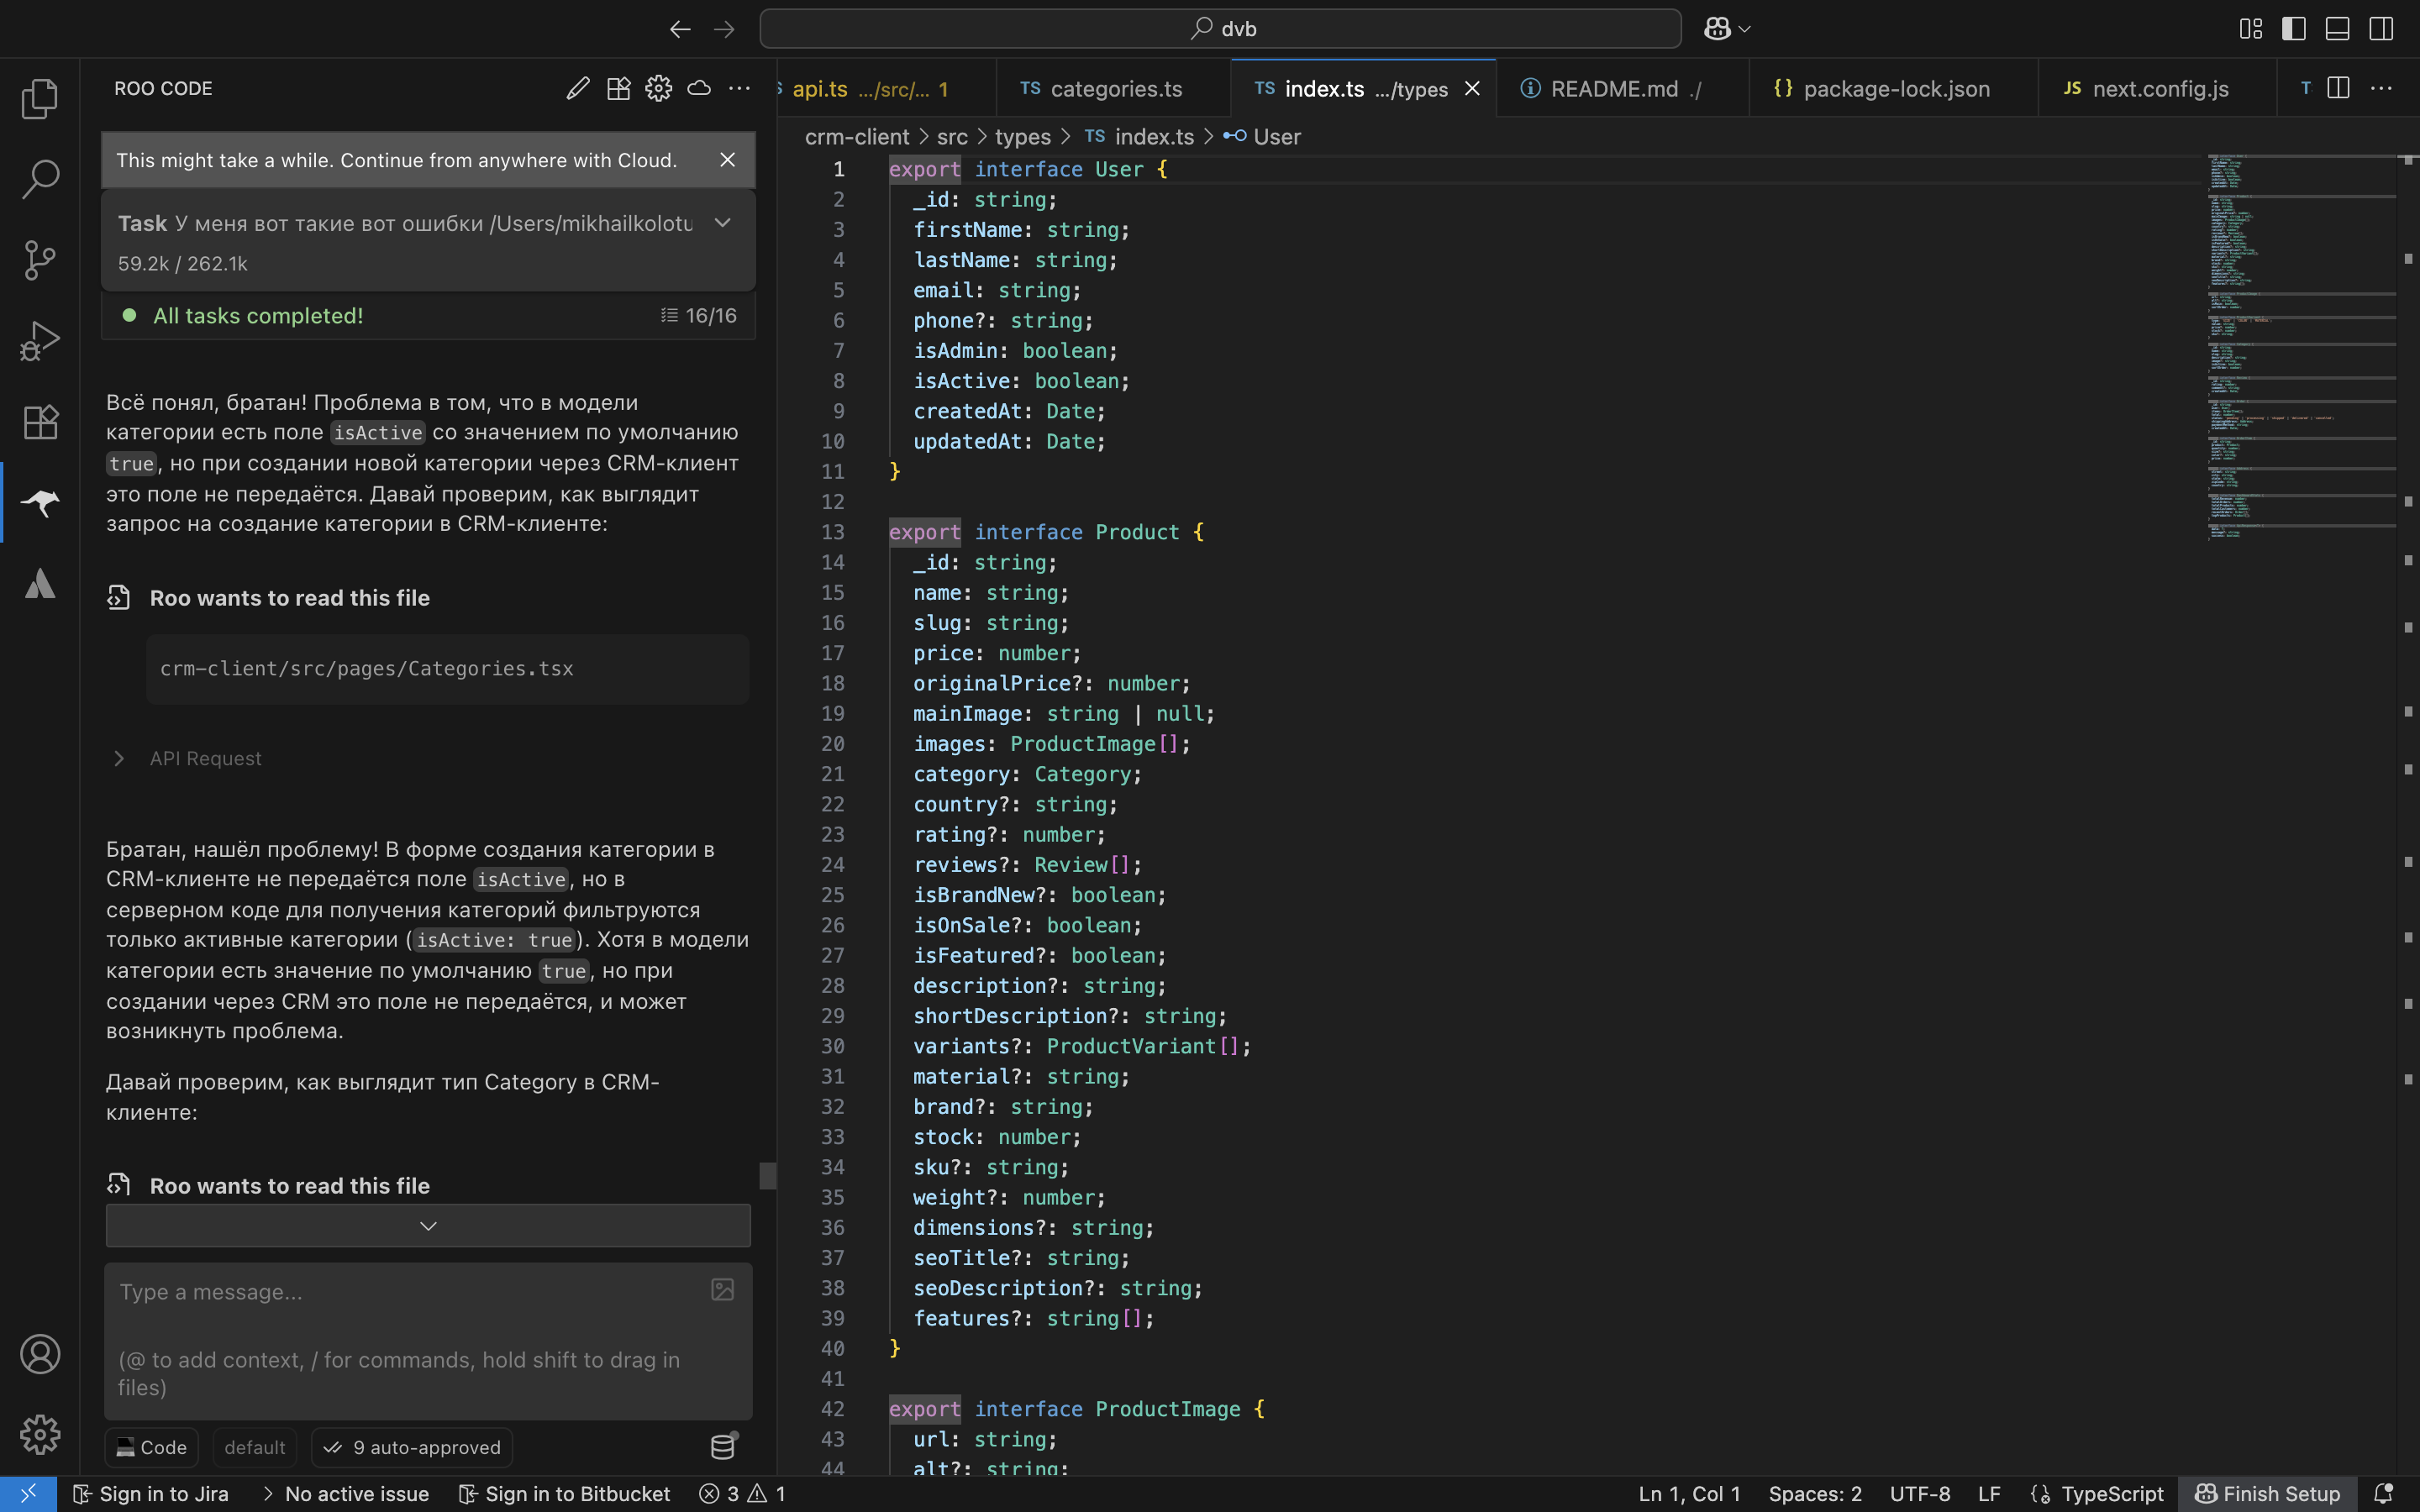 dvb
ROO CODE
This might take a while. Continue from anywhere with Cloud.
Task У меня вот такие вот ошибки /Users/mikhailkolotu
59.2k / 262.1k
All tasks completed!
16/16
Всё понял, братан! Проблема в том, что в модели
категории есть поле isActive со значением по умолчанию
true, но при создании новой категории через CRM-клиент
это поле не передаётся. Давай проверим, как выглядит
запрос на создание категории в CRM-клиенте:
Roo wants to read this file
crm-client/src/pages/Categories.tsx
API Request
Братан, нашёл проблему! В форме создания категории в
CRM-клиенте не передаётся поле isActive, но в
серверном коде для получения категорий фильтруются
только активные категории (isActive: true). Хотя в модели
категории есть значение по умолчанию true, но при
создании через CRM это поле не передаётся, и может
возникнуть проблема.
Давай проверим, как выглядит тип Category в CRM-
клиенте:
Roo wants to read this file
Type a message...
(@ to add context, / for commands, hold shift to drag in
files)
Code default 9 auto-approved
api.ts .../src/... 1
TS categories.ts
TS index.ts .../types
README.md ./
{} package-lock.json
JS next.config.js
T
crm-client > src > types > TS index.ts > User
1 export interface User {
2 _id: string;
3 firstName: string;
4 lastName: string;
5 email: string;
6 phone?: string;
7 isAdmin: boolean;
8 isActive: boolean;
9 createdAt: Date;
10 updatedAt: Date;
11 }
12
13 export interface Product {
14 _id: string;
15 name: string;
16 slug: string;
17 price: number;
18 originalPrice?: number;
19 mainImage: string | null;
20 images: ProductImage[];
21 category: Category;
22 country?: string;
23 rating?: number;
24 reviews?: Review[];
25 isBrandNew?: boolean;
26 isOnSale?: boolean;
27 isFeatured?: boolean;
28 description?: string;
29 shortDescription?: string;
30 variants?: ProductVariant[];
31 material?: string;
32 brand?: string;
33 stock: number;
34 sku?: string;
35 weight?: number;
36 dimensions?: string;
37 seoTitle?: string;
38 seoDescription?: string;
39 features?: string[];
40 }
41
42 export interface ProductImage {
43 url: string;
44 alt?: string;
Sign in to Jira > No active issue Sign in to Bitbucket 3 1
Ln 1, Col 1 Spaces: 2 UTF-8 LF TypeScript Finish Setup